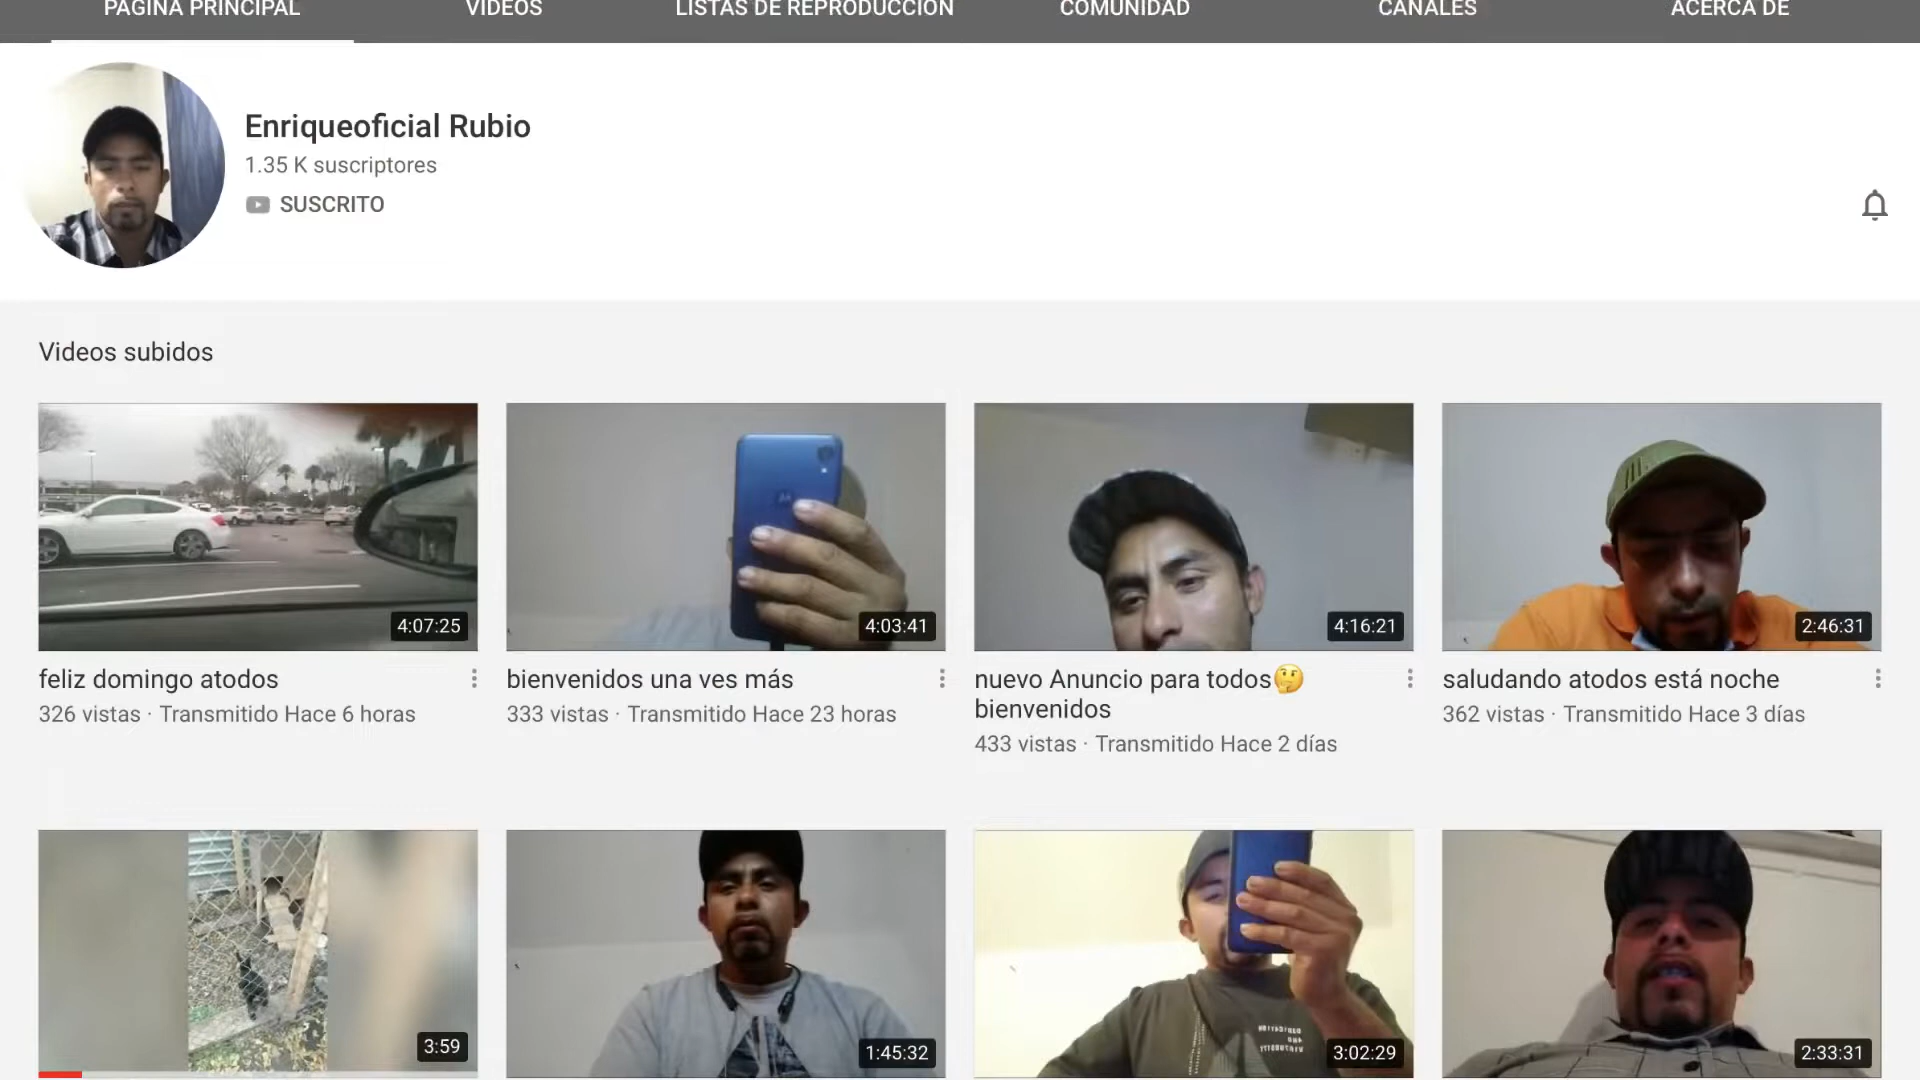 PÁGINA PRINCIPAL
VIDEOS
LISTAS DE REPRODUCCIÓN
COMUNIDAD
CANALES
ACERCA DE
Enriqueoficial Rubio
1.35 K suscriptores
SUSCRITO
Videos subidos
4:07:25
4:03:41
4:16:21
2:46:31
feliz domingo atodos
326 vistas · Transmitido Hace 6 horas
bienvenidos una ves más
333 vistas · Transmitido Hace 23 horas
nuevo Anuncio para todos🤔
bienvenidos
433 vistas · Transmitido Hace 2 días
saludando atodos está noche
362 vistas · Transmitido Hace 3 días
3:59
1:45:32
3:02:29
2:33:31